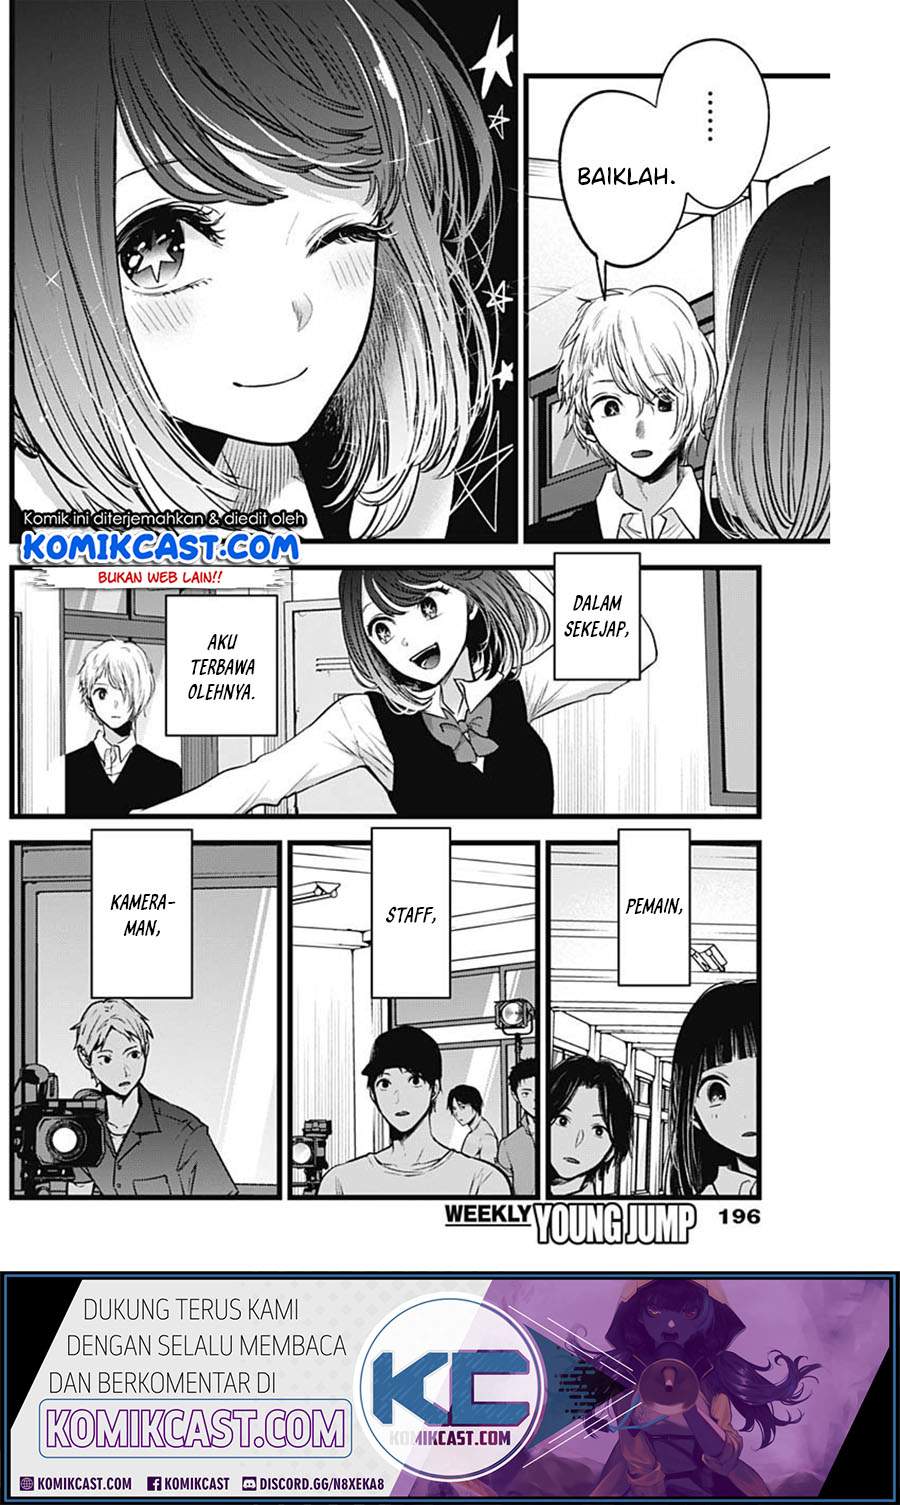 ......
BAIKLAH.
Komik ini diterjemahkan & diedit oleh
KOMIKCAST.COM
BUKAN WEB LAIN!!
DALAM
SEKEJAP,
AKU
TERBAWA
OLEHNYA.
PEMAIN,
STAFF,
KAMERA-
MAN,
WEEKLY YOUNG JUMP 196
DUKUNG TERUS KAMI
DENGAN SELALU MEMBACA
DAN BERKOMENTAR DI
KOMIKCAST.COM
KOMIKCAST.COM KOMIKCAST DISCORD.GG/N8XEKA8
KC
KOMIKCAST.COM